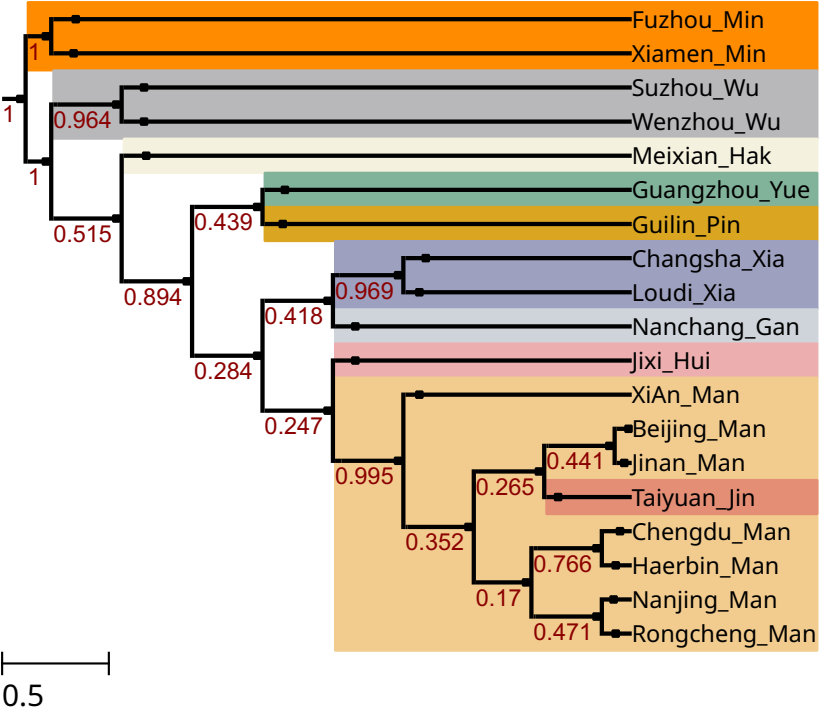 Fuzhou_Min
1
Xiamen_Min
Suzhou_Wu
1
0.964
Wenzhou_Wu
Meixian_Hak
1
Guangzhou_Yue
0.439
Guilin_Pin
0.515
Changsha_Xia
0.969
Loudi_Xia
0.894
0.418
Nanchang_Gan
Jixi_Hui
0.284
XiAn_Man
0.247
Beijing_Man
0.441
Jinan_Man
0.995
0.265
Taiyuan_Jin
Chengdu_Man
0.352
0.766
Haerbin_Man
0.17
Nanjing_Man
0.471
Rongcheng_Man
0.5